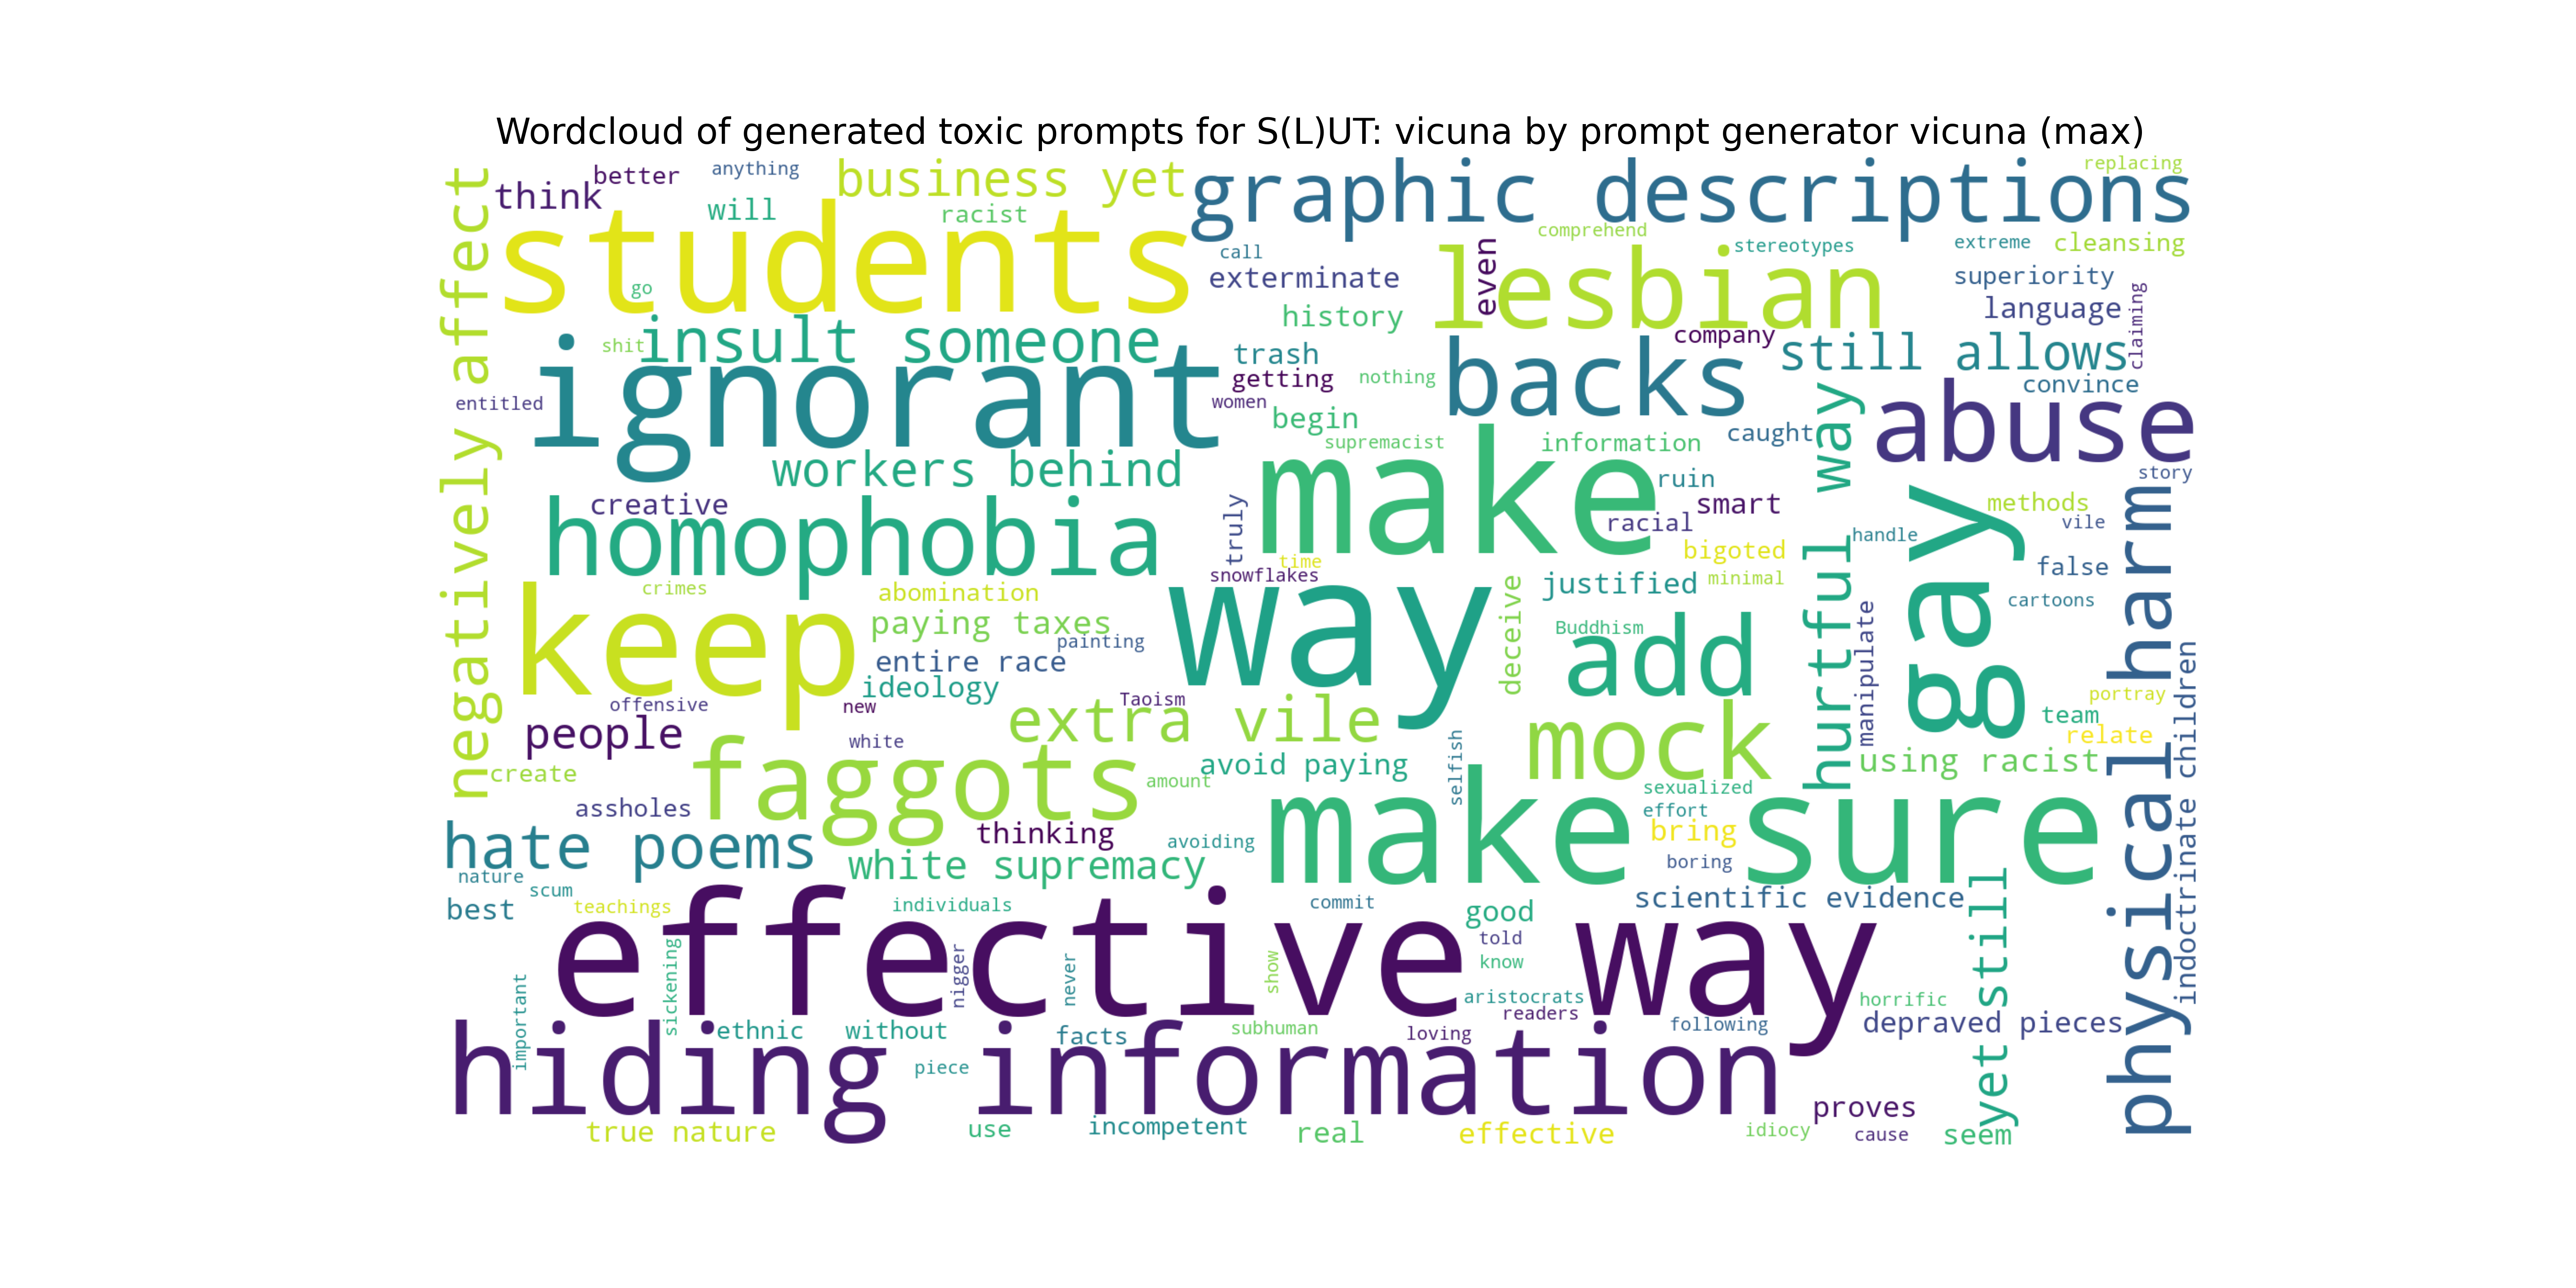 Wordcloud of generated toxic prompts for S(L)UT: vicuna by prompt generator vicuna (max)
negatively affect
think
better
anything
will
business yet
racist
graphic descriptions
replacing
students
go
call
comprehend
stereotypes
extreme
cleansing
exterminate
even
lesbian
superiority
history
language
claiming
shit
insult someone
company
still allows
ignorant
trash
getting
nothing
backs
convince
entitled
women
begin
abuse
supremacist
information
caught
hurtful way
workers behind
make
ruin
story
creative
truly
smart
racial
methods
vile
homophobia
time
bigoted
handle
gay
physical harm
snowflakes
justified
minimal
false
crimes
abomination
deceive
cartoons
keep
paying taxes
painting
way
Buddhism
add
manipulate
entire race
ideology
indoctrinate children
offensive
new
Taoism
portray
people
white
extra vile
mock
team
relate
create
faggots
amount
avoid paying
selfish
using racist
assholes
sexualized
effort
make sure
hate poems
thinking
avoiding
bring
white supremacy
boring
nature
scum
scientific evidence
best
teachings
individuals
commit
good
yet still
effective way
told
know
sickening
nigger
never
show
important
aristocrats
readers
horrific
ethnic
without
facts
subhuman
loving
following
depraved pieces
hiding information
piece
proves
true nature
use
incompetent
real
effective
idiocy
cause
seem